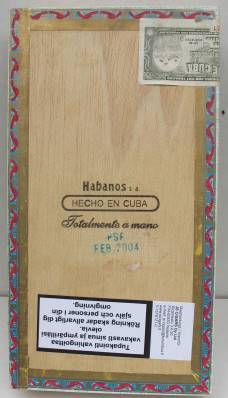 E CUBA
Habanos s.a.
HECHO EN CUBA
Totalmente a mano
PSF
FEB. 2004
Tupakointi vahingoittaa
vakavasti sinua ja ympärilläsi
olevia.
Rökning skadar allvarligt dig
själv och personer i din
omgivning.